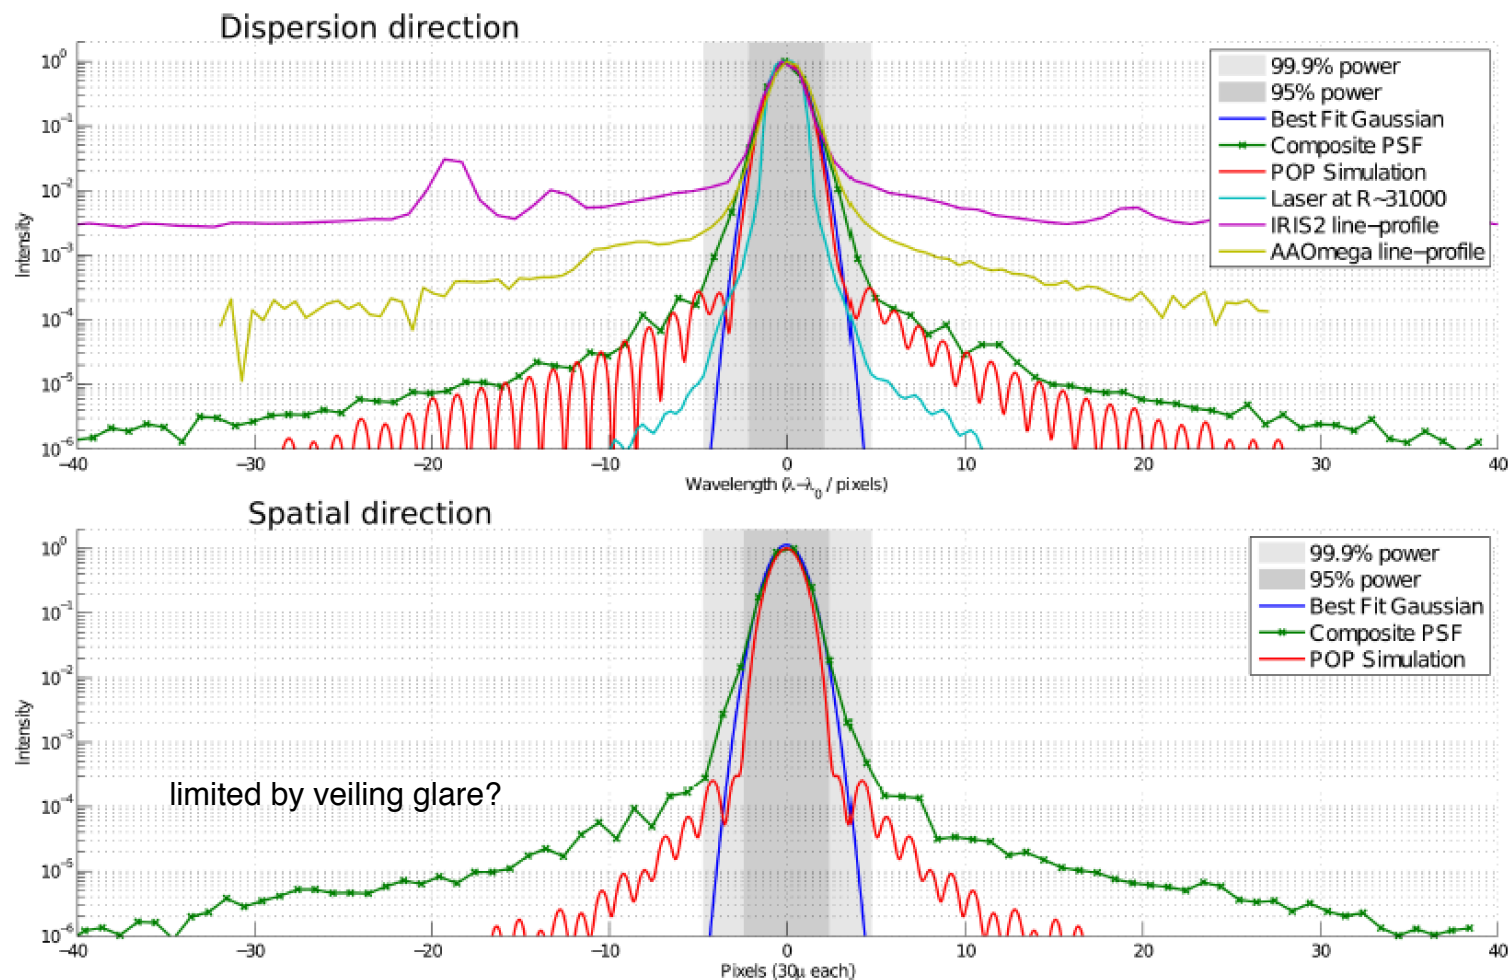 Dispersion direction
10^0
10^-1
10^-2
10^-3
10^-4
10^-5
10^-6
Intensity
99.9% power
95% power
Best Fit Gaussian
Composite PSF
POP Simulation
Laser at R~31000
IRIS2 line−profile
AAOmega line−profile
−40 −30 −20 −10 0 10 20 30 40
Wavelength (λ−λ_0 / pixels)
Spatial direction
10^0
10^-1
10^-2
10^-3
10^-4
10^-5
10^-6
Intensity
99.9% power
95% power
Best Fit Gaussian
Composite PSF
POP Simulation
limited by veiling glare?
−40 −30 −20 −10 0 10 20 30 40
Pixels (30μ each)